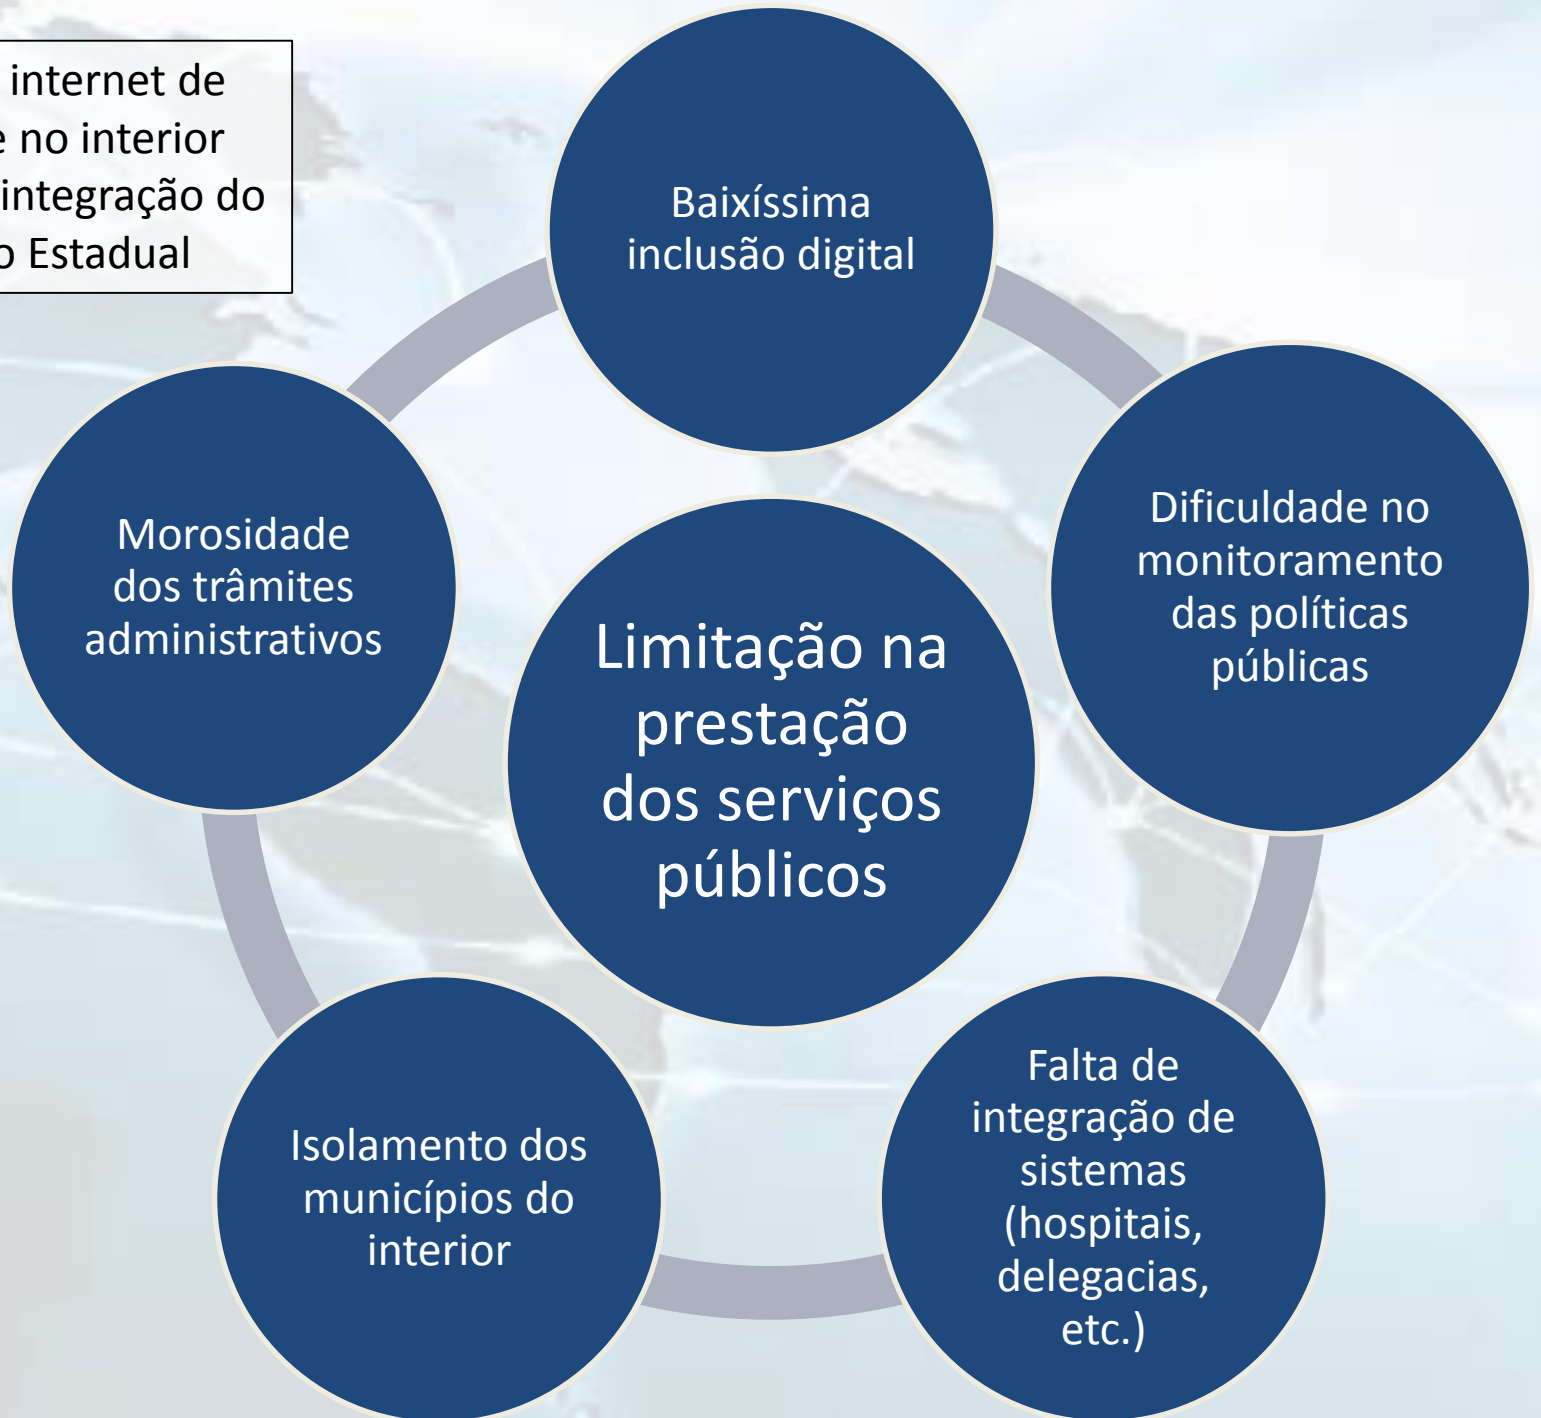 internet de
e no interior
integração do
o Estadual
Baixíssima
inclusão digital
Dificuldade no
monitoramento
das políticas
públicas
Morosidade
dos trâmites
administrativos
Limitação na
prestação
dos serviços
públicos
Falta de
integração de
sistemas
(hospitais,
delegacias,
etc.)
Isolamento dos
municípios do
interior